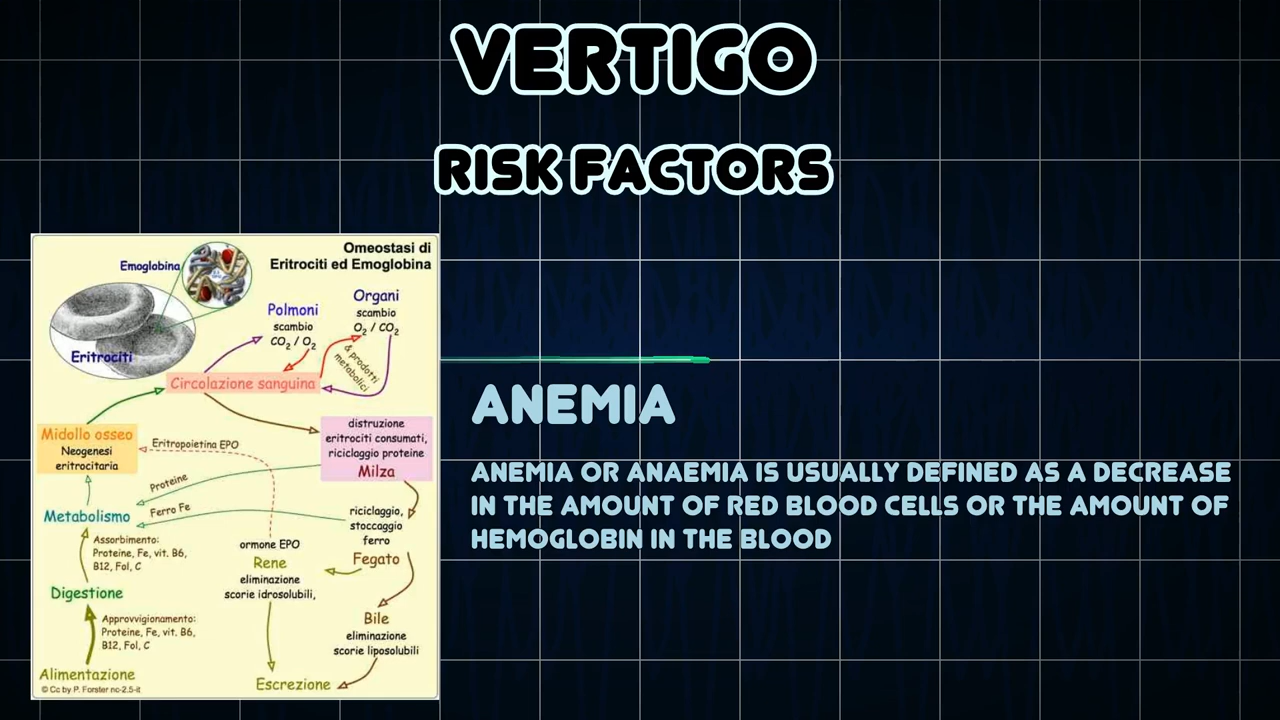 VERTIGO
RISK FACTORS
Omeostasi di
Eritrociti ed Emoglobina
Emoglobina
Eritrociti
Polmoni
scambio
CO2 / O2
Organi
scambio
O2 / CO2
& prodotti
metabolici
Circolazione sanguina
Midollo osseo
Neogenesi
eritrocitaria
Eritropoietina EPO
distruzione
eritrociti consumati,
riciclaggio proteine
Milza
Proteine
Ferro Fe
Metabolismo
riciclaggio,
stoccaggio
ferro
Fegato
Assorbimento:
Proteine, Fe, vit. B6,
B12, Fol, C
ormone EPO
Rene
eliminazione
scorie idrosolubili,
Digestione
Approvvigionamento:
Proteine, Fe, vit. B6,
B12, Fol, C
Bile
eliminazione
scorie liposolubili
Alimentazione
Escrezione
© Cc by P. Forster nc-2.5-it
ANEMIA
ANEMIA OR ANAEMIA IS USUALLY DEFINED AS A DECREASE
IN THE AMOUNT OF RED BLOOD CELLS OR THE AMOUNT OF
HEMOGLOBIN IN THE BLOOD